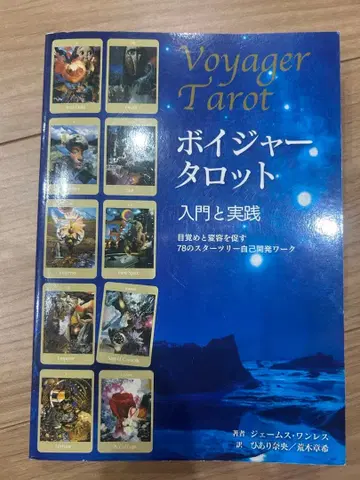 Voyager
Tarot
ボイジャー
タロット
入門と実践
目覚めと変容を促す
78のスターツリー自己開発ワーク
著者 ジェームス・ワンレス
訳 ひあり奈央/荒木章希